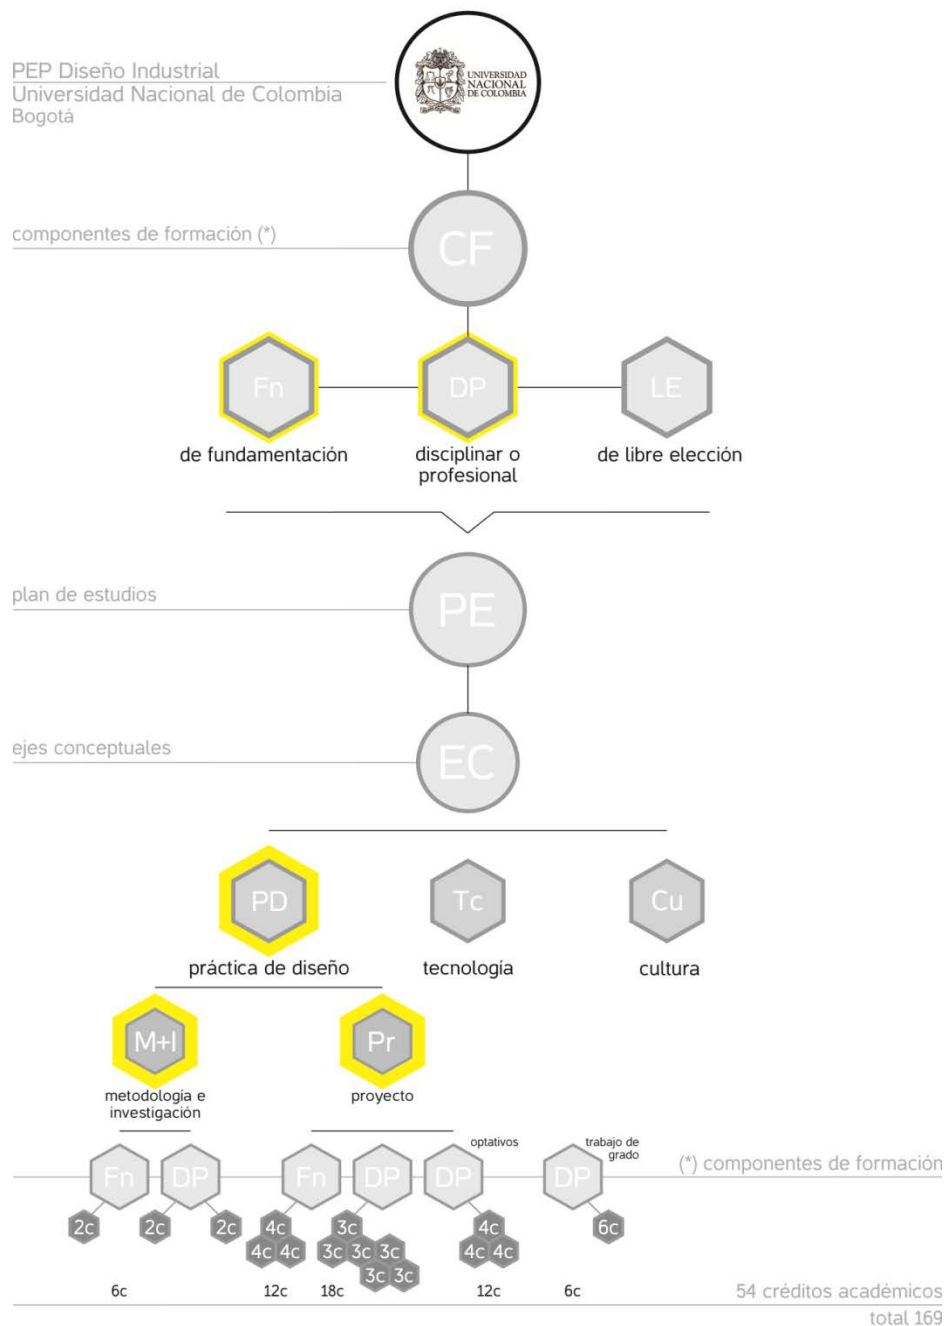 PEP Diseño Industrial
Universidad Nacional de Colombia
Bogotá
UNIVERSIDAD
NACIONAL
DE COLOMBIA
componentes de formación (*)
CF
Fn
DP
LE
de fundamentación
disciplinar o
profesional
de libre elección
plan de estudios
PE
ejes conceptuales
EC
PD
Tc
Cu
práctica de diseño
tecnología
cultura
M+I
Pr
metodología e
investigación
proyecto
optativos
trabajo de
grado
Fn
DP
Fn
DP
DP
DP
(*) componentes de formación
2c
2c
2c
4c
3c
4c
6c
4c
4c
3c
3c
3c
4c
4c
3c
3c
6c
12c
18c
12c
6c
54 créditos académicos
total 169